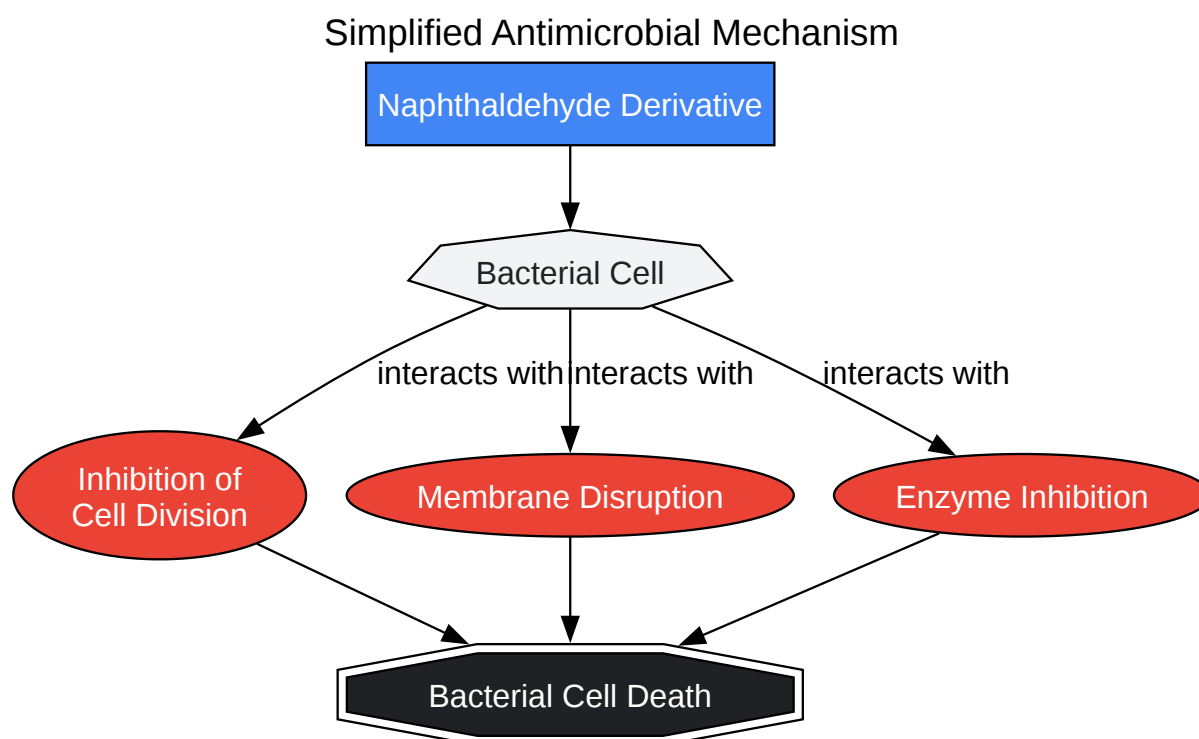 Simplified Antimicrobial Mechanism
Naphthaldehyde Derivative
Bacterial Cell
interacts with
interacts with
interacts with
Inhibition of
Cell Division
Membrane Disruption
Enzyme Inhibition
Bacterial Cell Death